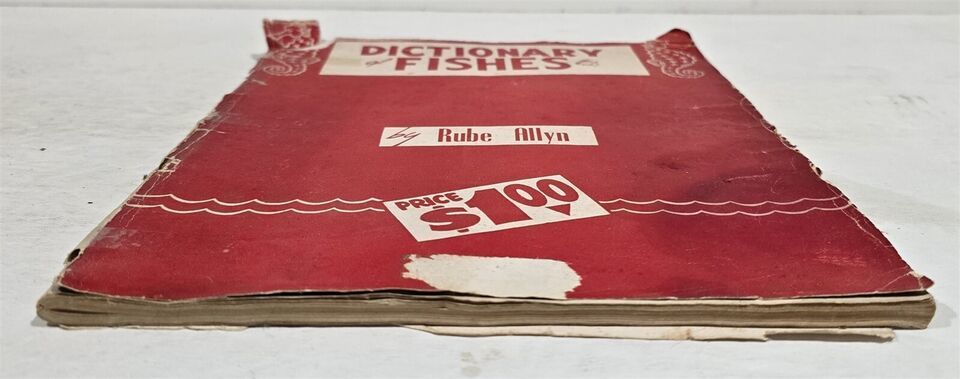 DICTIONARY
of FISHES
by Rube Allyn
PRICE
$1.00